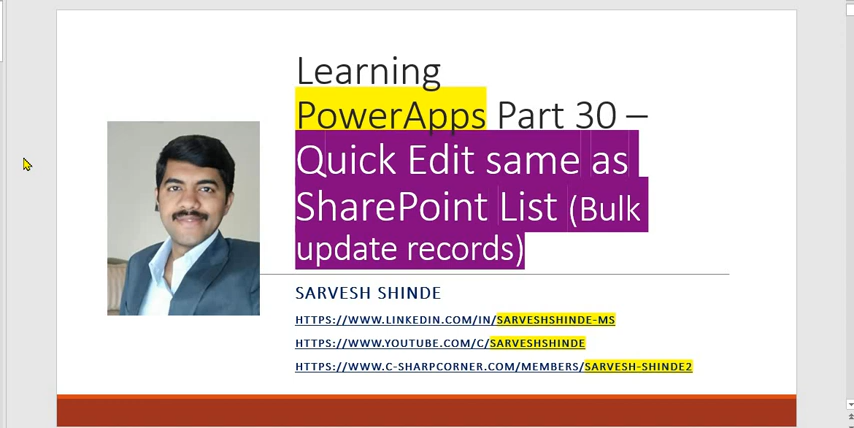 Learning
PowerApps Part 30 –
Quick Edit same as
SharePoint List (Bulk
update records)
SARVESH SHINDE
HTTPS://WWW.LINKEDIN.COM/IN/SARVESHSHINDE-MS
HTTPS://WWW.YOUTUBE.COM/C/SARVESHSHINDE
HTTPS://WWW.C-SHARPCORNER.COM/MEMBERS/SARVESH-SHINDE2